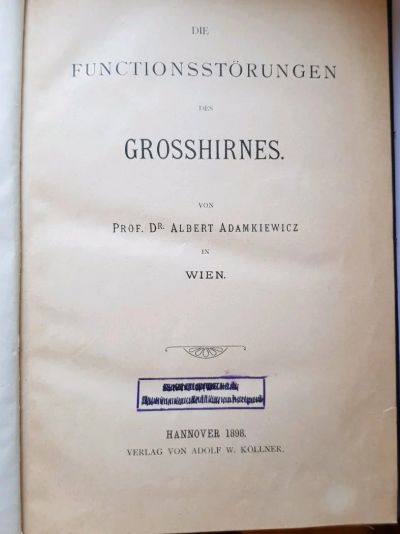 DIE
FUNCTIONSSTÖRUNGEN
DES
GROSSHIRNES.
VON
PROF. DR. ALBERT ADAMKIEWICZ
IN
WIEN.
HANNOVER 1898.
VERLAG VON ADOLF W. KÖLLNER.